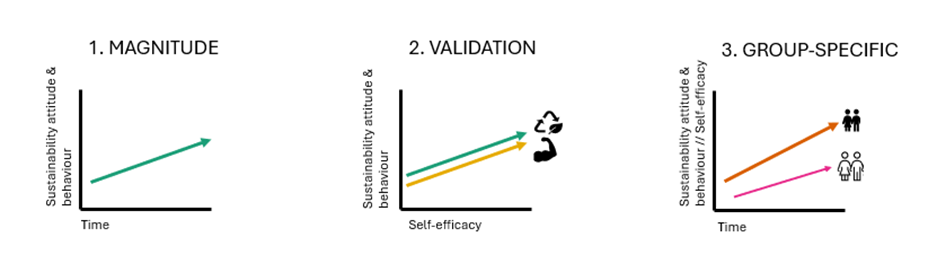 1. MAGNITUDE
Sustainability attitude &
behaviour
Time
2. VALIDATION
Sustainability attitude &
behaviour
Self-efficacy
3. GROUP-SPECIFIC
Sustainability attitude &
behaviour // Self-efficacy
Time